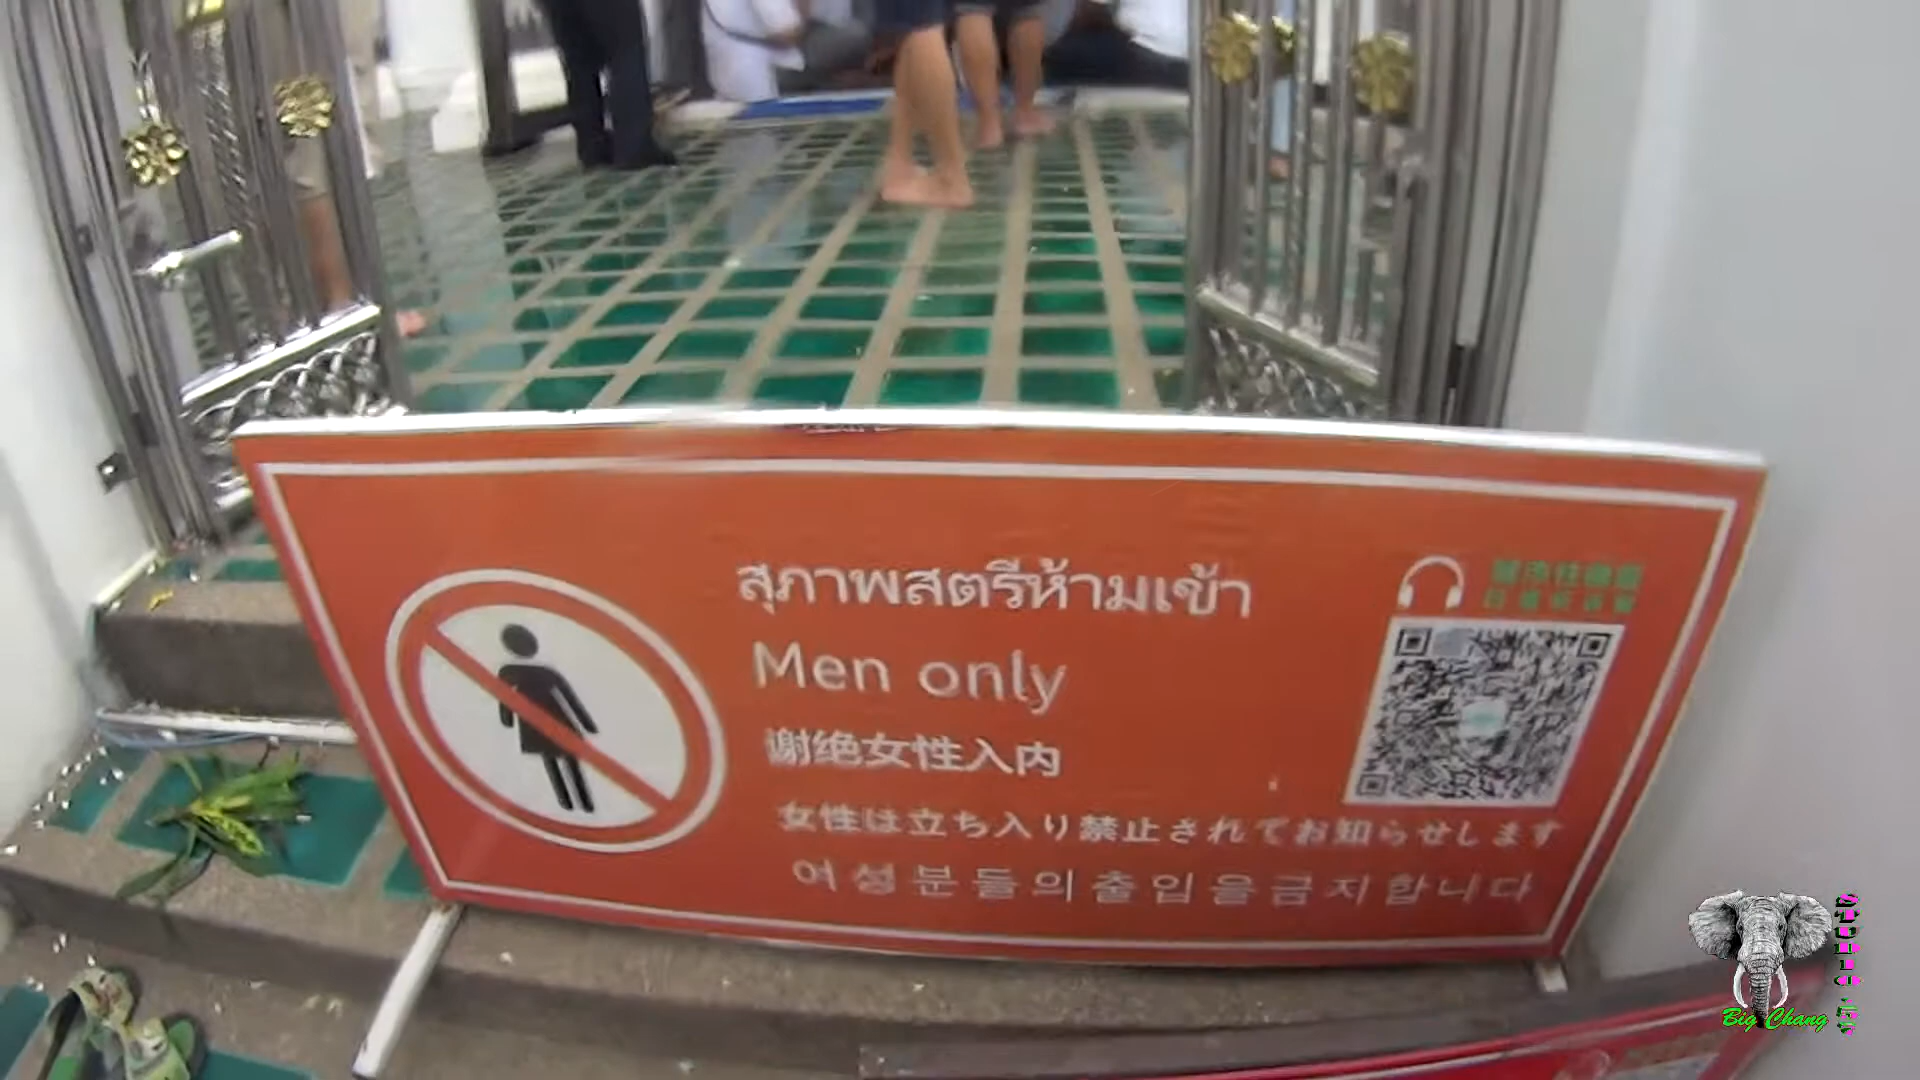 สุภาพสตรีห้ามเข้า
Men only
谢绝女性入内
女性は立ち入り禁止されてお知らせします
여성분들의출입을금지합니다
Big Chang